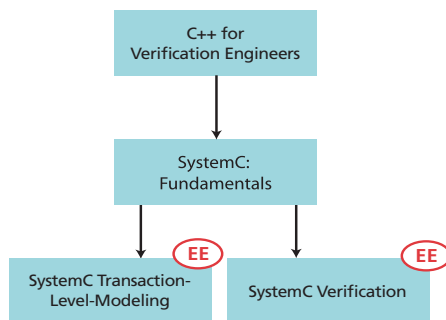 C++ for
Verification Engineers
SystemC:
Fundamentals
EE
SystemC Transaction-
Level-Modeling
EE
SystemC Verification